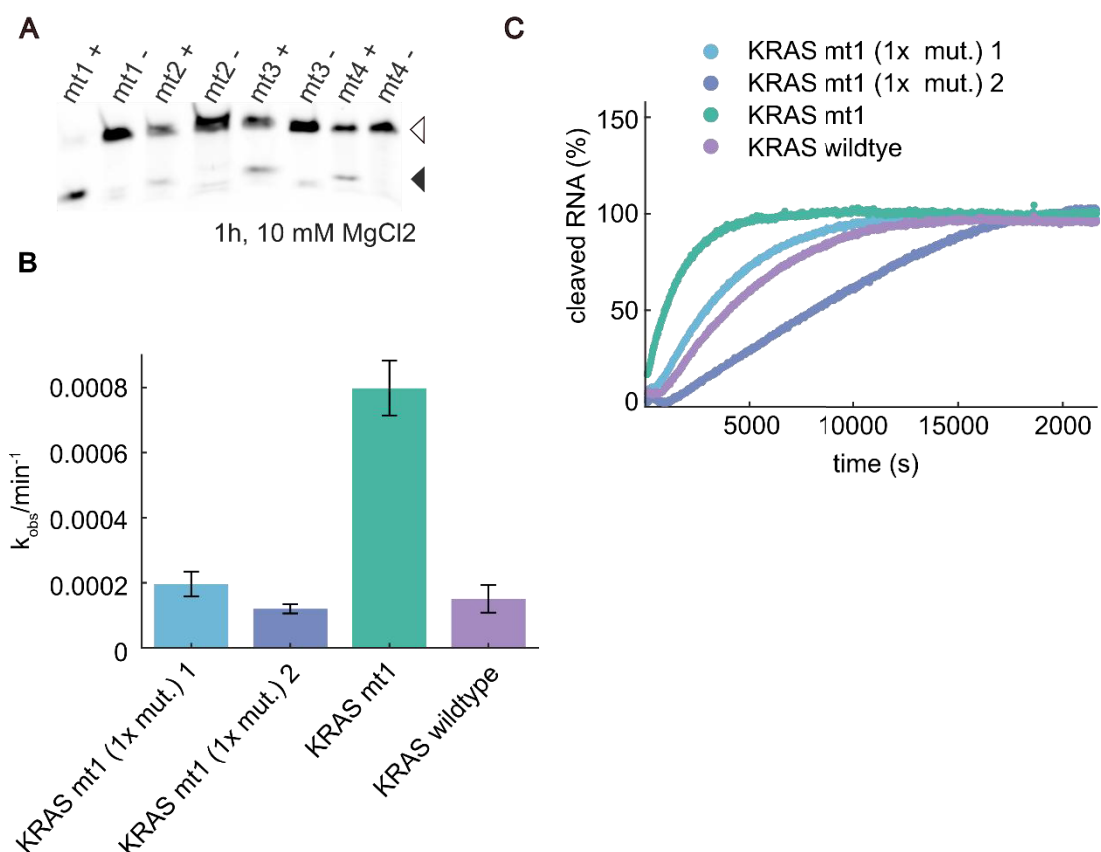 A
mt1 +
mt1 -
mt2 +
mt2 -
mt3 +
mt3 -
mt4 +
mt4 -
1h, 10 mM MgCl2
B
0.0008
0.0006
0.0004
0.0002
0
kobs/min-1
KRAS mt1 (1x mut.) 1
KRAS mt1 (1x mut.) 2
KRAS mt1
KRAS wildtype
C
KRAS mt1 (1x mut.) 1
KRAS mt1 (1x mut.) 2
KRAS mt1
KRAS wildtye
150
100
50
0
cleaved RNA (%)
5000 10000 15000 2000
time (s)